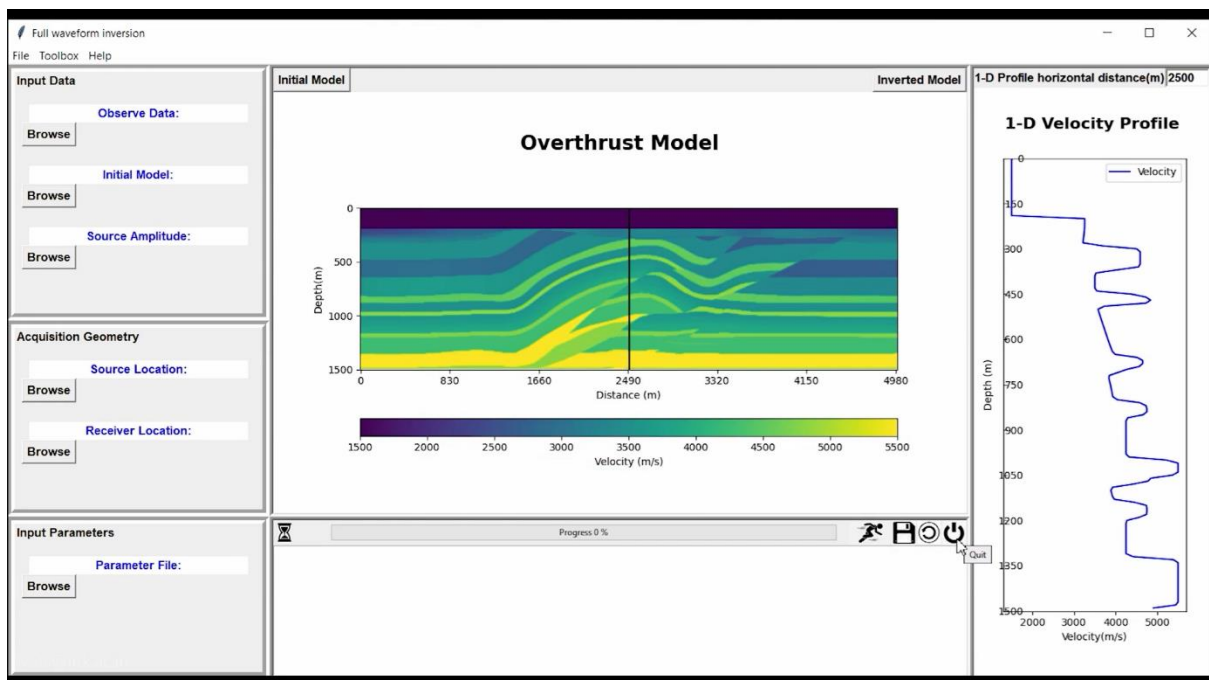 Full waveform inversion
File Toolbox Help
Input Data
Observe Data:
Browse
Initial Model:
Browse
Source Amplitude:
Browse
Acquisition Geometry
Source Location:
Browse
Receiver Location:
Browse
Input Parameters
Parameter File:
Browse
Initial Model
Inverted Model
Overthrust Model
0
500
1000
1500
Depth(m)
0 830 1660 2490 3320 4150 4980
Distance (m)
1500 2000 2500 3000 3500 4000 4500 5000 5500
Velocity (m/s)
Progress 0 %
Quit
1-D Profile horizontal distance(m) 2500
1-D Velocity Profile
Velocity
0
150
300
450
600
750
900
1050
1200
1350
1500
Depth (m)
2000 3000 4000 5000
Velocity(m/s)